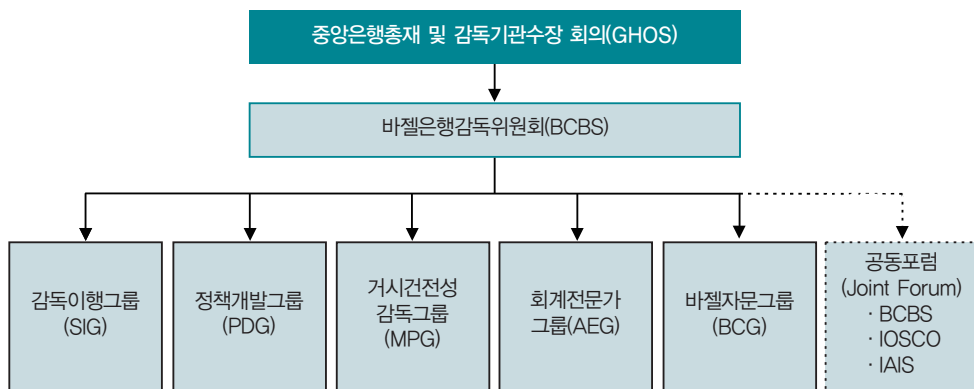 중앙은행총재 및 감독기관수장 회의(GHOS)
바젤은행감독위원회(BCBS)
감독이행그룹
(SIG)
정책개발그룹
(PDG)
거시건전성
감독그룹
(MPG)
회계전문가
그룹(AEG)
바젤자문그룹
(BCG)
공동포럼
(Joint Forum)
· BCBS
· IOSCO
· IAIS